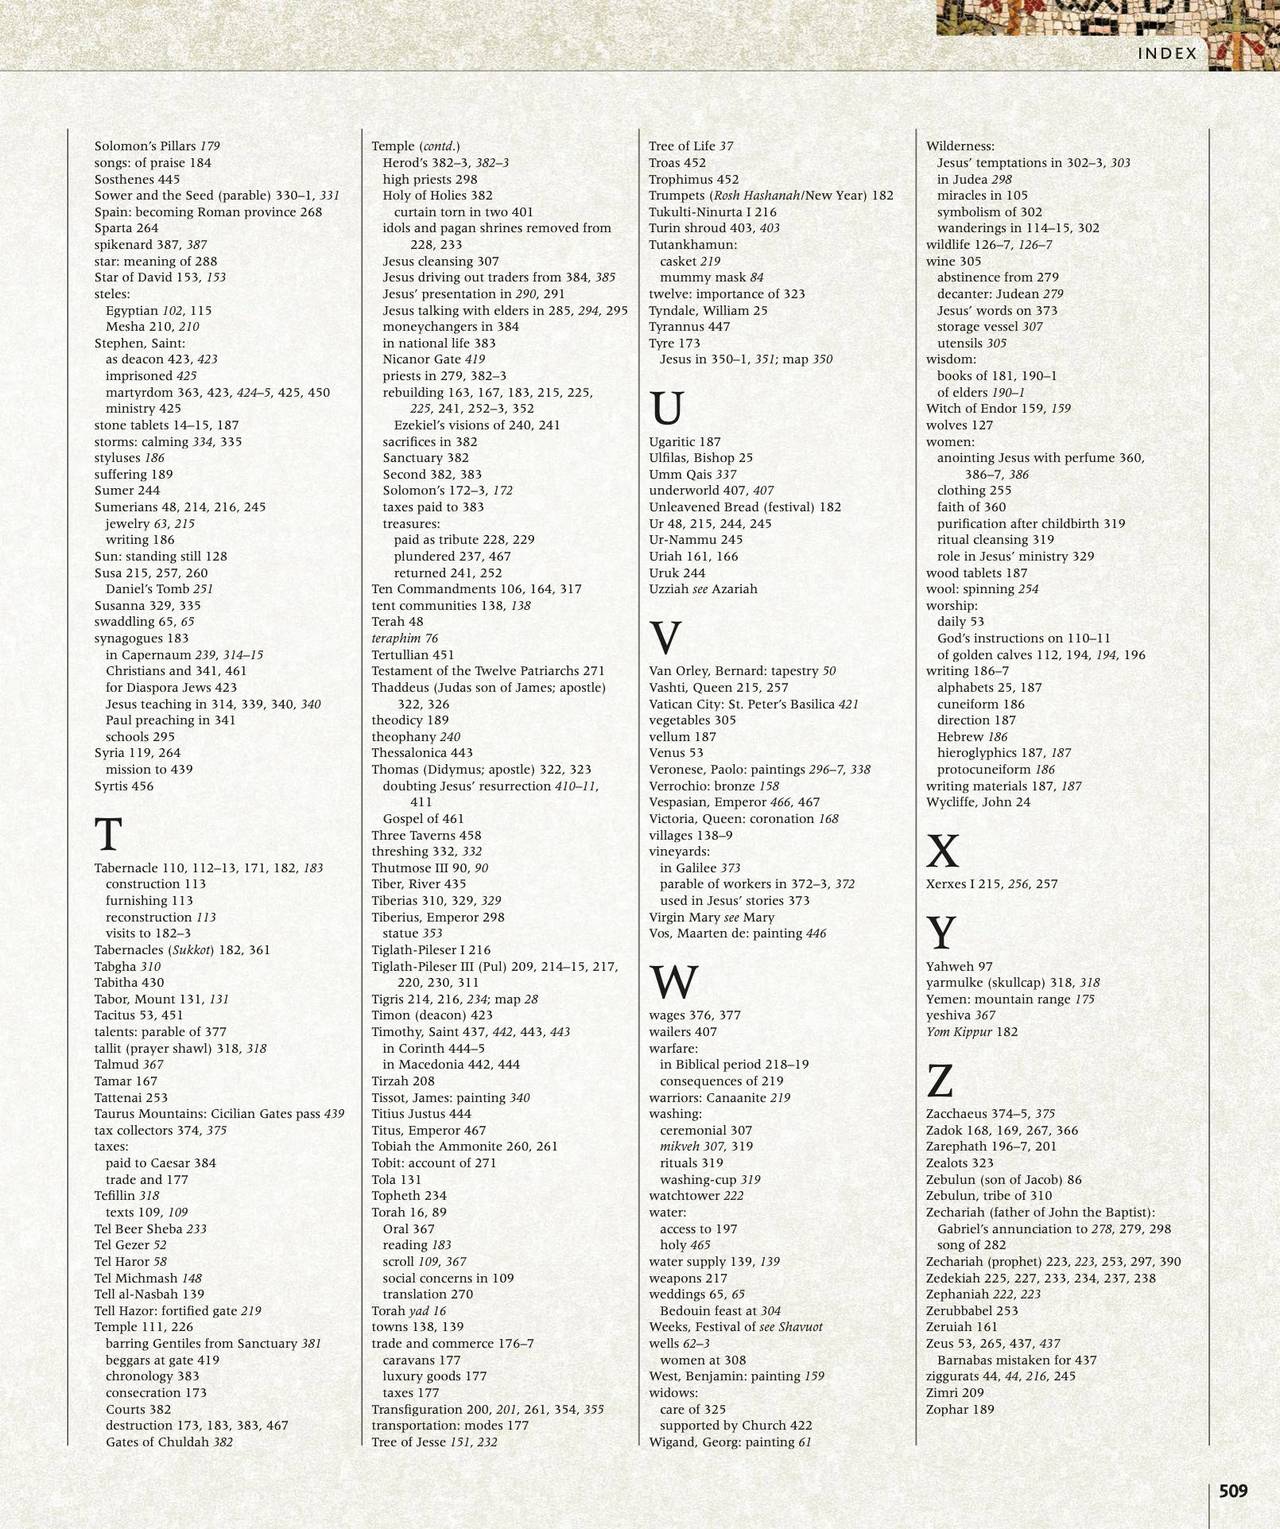 INDEX
Solomon's Pillars 179
songs: of praise 184
Sosthenes 445
Sower and the Seed (parable) 330–1, 331
Spain: becoming Roman province 268
Sparta 264
spikenard 387, 387
star: meaning of 288
Star of David 153, 153
steles:
Egyptian 102, 115
Mesha 210, 210
Stephen, Saint:
as deacon 423, 423
imprisoned 425
martyrdom 363, 423, 424–5, 425, 450
ministry 425
stone tablets 14–15, 187
storms: calming 334, 335
styluses 186
suffering 189
Sumer 244
Sumerians 48, 214, 216, 245
jewelry 63, 215
writing 186
Sun: standing still 128
Susa 215, 257, 260
Daniel's Tomb 251
Susanna 329, 335
swaddling 65, 65
synagogues 183
in Capernaum 239, 314–15
Christians and 341, 461
for Diaspora Jews 423
Jesus teaching in 314, 339, 340, 340
Paul preaching in 341
schools 295
Syria 119, 264
mission to 439
Syrtis 456
T
Tabernacle 110, 112–13, 171, 182, 183
construction 113
furnishing 113
reconstruction 113
visits to 182–3
Tabernacles (Sukkot) 182, 361
Tabgha 310
Tabitha 430
Tabor, Mount 131, 131
Tacitus 53, 451
talents: parable of 377
tallit (prayer shawl) 318, 318
Talmud 367
Tamar 167
Tattenai 253
Taurus Mountains: Cicilian Gates pass 439
tax collectors 374, 375
taxes:
paid to Caesar 384
trade and 177
Tefillin 318
texts 109, 109
Tel Beer Sheba 233
Tel Gezer 52
Tel Haror 58
Tel Michmash 148
Tell al-Nasbah 139
Tell Hazor: fortified gate 219
Temple 111, 226
barring Gentiles from Sanctuary 381
beggars at gate 419
chronology 383
consecration 173
Courts 382
destruction 173, 183, 383, 467
Gates of Chuldah 382
Temple (contd.)
Herod's 382–3, 382–3
high priests 298
Holy of Holies 382
curtain torn in two 401
idols and pagan shrines removed from
228, 233
Jesus cleansing 307
Jesus driving out traders from 384, 385
Jesus' presentation in 290, 291
Jesus talking with elders in 285, 294, 295
moneychangers in 384
in national life 383
Nicanor Gate 419
priests in 279, 382–3
rebuilding 163, 167, 183, 215, 225,
225, 241, 252–3, 352
Ezekiel's visions of 240, 241
sacrifices in 382
Sanctuary 382
Second 382, 383
Solomon's 172–3, 172
taxes paid to 383
treasures:
paid as tribute 228, 229
plundered 237, 467
returned 241, 252
Ten Commandments 106, 164, 317
tent communities 138, 138
Terah 48
teraphim 76
Tertullian 451
Testament of the Twelve Patriarchs 271
Thaddeus (Judas son of James; apostle)
322, 326
theodicy 189
theophany 240
Thessalonica 443
Thomas (Didymus; apostle) 322, 323
doubting Jesus' resurrection 410–11,
411
Gospel of 461
Three Taverns 458
threshing 332, 332
Thutmose III 90, 90
Tiber, River 435
Tiberias 310, 329, 329
Tiberius, Emperor 298
statue 353
Tiglath-Pileser I 216
Tiglath-Pileser III (Pul) 209, 214–15, 217,
220, 230, 311
Tigris 214, 216, 234; map 28
Timon (deacon) 423
Timothy, Saint 437, 442, 443, 443
in Corinth 444–5
in Macedonia 442, 444
Tirzah 208
Tissot, James: painting 340
Titius Justus 444
Titus, Emperor 467
Tobiah the Ammonite 260, 261
Tobit: account of 271
Tola 131
Topheth 234
Torah 16, 89
Oral 367
reading 183
scroll 109, 367
social concerns in 109
translation 270
Torah yad 16
towns 138, 139
trade and commerce 176–7
caravans 177
luxury goods 177
taxes 177
Transfiguration 200, 201, 261, 354, 355
transportation: modes 177
Tree of Jesse 151, 232
Tree of Life 37
Troas 452
Trophimus 452
Trumpets (Rosh Hashanah/New Year) 182
Tukulti-Ninurta I 216
Turin shroud 403, 403
Tutankhamun:
casket 219
mummy mask 84
twelve: importance of 323
Tyndale, William 25
Tyrannus 447
Tyre 173
Jesus in 350–1, 351; map 350
U
Ugaritic 187
Ulfilas, Bishop 25
Umm Qais 337
underworld 407, 407
Unleavened Bread (festival) 182
Ur 48, 215, 244, 245
Ur-Nammu 245
Uriah 161, 166
Uruk 244
Uzziah see Azariah
V
Van Orley, Bernard: tapestry 50
Vashti, Queen 215, 257
Vatican City: St. Peter's Basilica 421
vegetables 305
vellum 187
Venus 53
Veronese, Paolo: paintings 296–7, 338
Verrochio: bronze 158
Vespasian, Emperor 466, 467
Victoria, Queen: coronation 168
villages 138–9
vineyards:
in Galilee 373
parable of workers in 372–3, 372
used in Jesus' stories 373
Virgin Mary see Mary
Vos, Maarten de: painting 446
W
wages 376, 377
wailers 407
warfare:
in Biblical period 218–19
consequences of 219
warriors: Canaanite 219
washing:
ceremonial 307
mikveh 307, 319
rituals 319
washing-cup 319
watchtower 222
water:
access to 197
holy 465
water supply 139, 139
weapons 217
weddings 65, 65
Bedouin feast at 304
Weeks, Festival of see Shavuot
wells 62–3
women at 308
West, Benjamin: painting 159
widows:
care of 325
supported by Church 422
Wigand, Georg: painting 61
Wilderness:
Jesus' temptations in 302–3, 303
in Judea 298
miracles in 105
symbolism of 302
wanderings in 114–15, 302
wildlife 126–7, 126–7
wine 305
abstinence from 279
decanter: Judean 279
Jesus' words on 373
storage vessel 307
utensils 305
wisdom:
books of 181, 190–1
of elders 190–1
Witch of Endor 159, 159
wolves 127
women:
anointing Jesus with perfume 360,
386–7, 386
clothing 255
faith of 360
purification after childbirth 319
ritual cleansing 319
role in Jesus' ministry 329
wood tablets 187
wool: spinning 254
worship:
daily 53
God's instructions on 110–11
of golden calves 112, 194, 194, 196
writing 186–7
alphabets 25, 187
cuneiform 186
direction 187
Hebrew 186
hieroglyphics 187, 187
protocuneiform 186
writing materials 187, 187
Wycliffe, John 24
X
Xerxes I 215, 256, 257
Y
Yahweh 97
yarmulke (skullcap) 318, 318
Yemen: mountain range 175
yeshiva 367
Yom Kippur 182
Z
Zacchaeus 374–5, 375
Zadok 168, 169, 267, 366
Zarephath 196–7, 201
Zealots 323
Zebulun (son of Jacob) 86
Zebulun, tribe of 310
Zechariah (father of John the Baptist):
Gabriel's annunciation to 278, 279, 298
song of 282
Zechariah (prophet) 223, 223, 253, 297, 390
Zedekiah 225, 227, 233, 234, 237, 238
Zephaniah 222, 223
Zerubbabel 253
Zeruiah 161
Zeus 53, 265, 437, 437
Barnabas mistaken for 437
ziggurats 44, 44, 216, 245
Zimri 209
Zophar 189
509